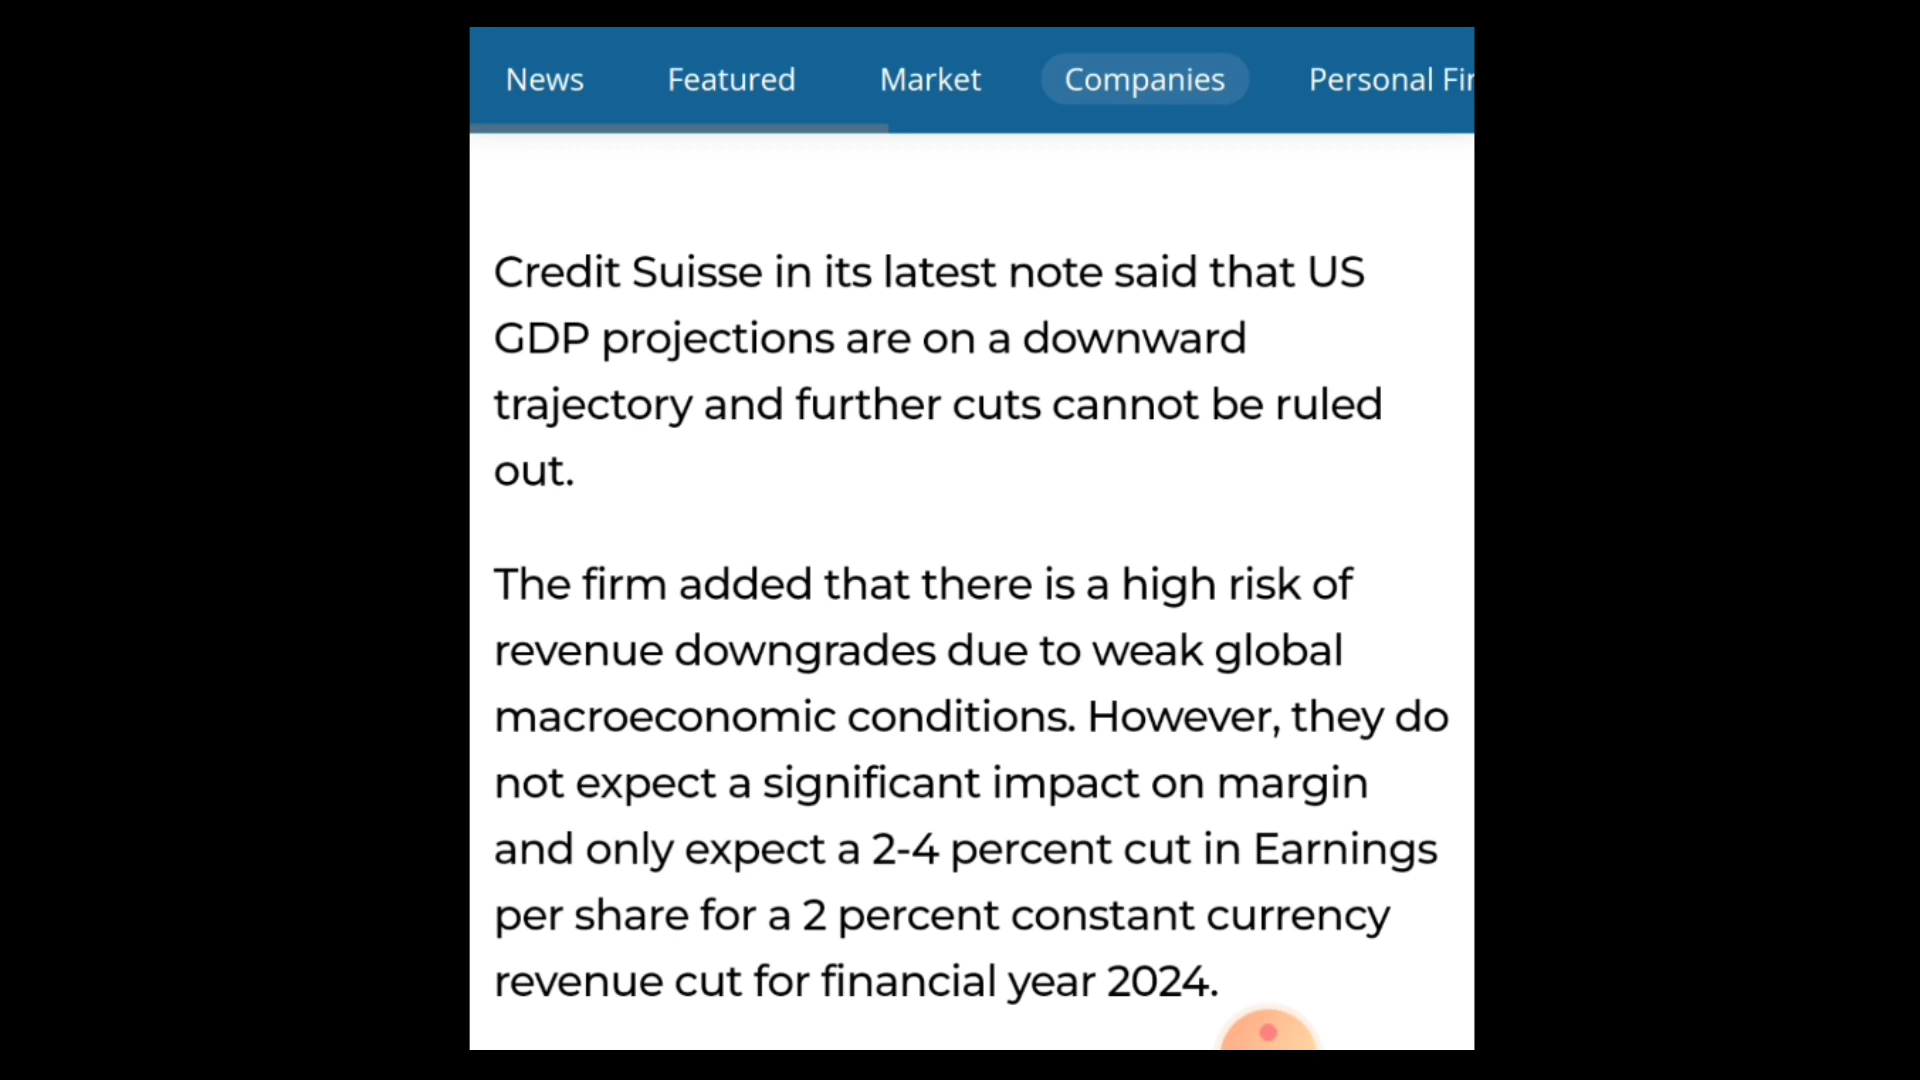 News Featured Market Companies Personal Fir
Credit Suisse in its latest note said that US
GDP projections are on a downward
trajectory and further cuts cannot be ruled
out.
The firm added that there is a high risk of
revenue downgrades due to weak global
macroeconomic conditions. However, they do
not expect a significant impact on margin
and only expect a 2-4 percent cut in Earnings
per share for a 2 percent constant currency
revenue cut for financial year 2024.